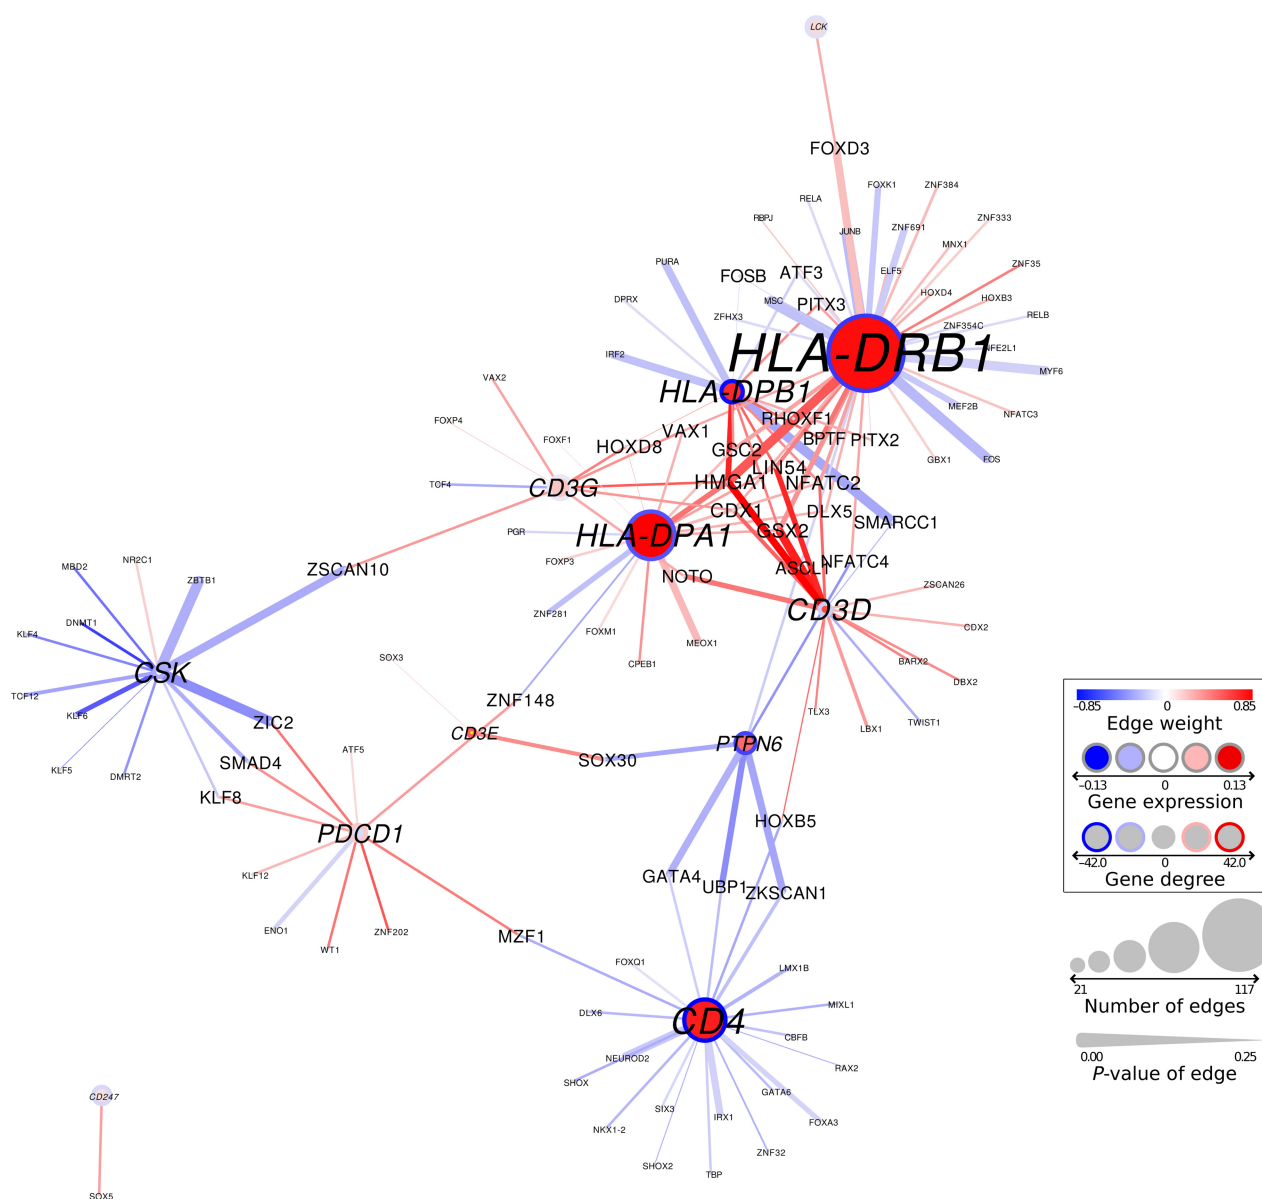 LCK
FOXD3
FOXK1
ZNF384
RELA
RBPJ
JUNB
ZNF691
ZNF333
MNX1
PURA
FOSB
ATF3
ELF5
ZNF35
DPRX
MSC
PITX3
HOXD4
HOXB3
ZFHX3
ZNF354C
RELB
IRF2
HLA-DRB1
NFE2L1
MYF6
VAX2
HLA-DPB1
MEF2B
NFATC3
FOXP4
RHOXF1
FOXF1
HOXD8
VAX1
BPTF
PITX2
GSC2
GBX1
FOS
LIN54
TCF4
CD3G
HMGA1
NFATC2
CDX1
DLX5
SMARCC1
PGR
HLA-DPA1
GSX2
MBD2
NR2C1
ZBTB1
ZSCAN10
FOXP3
NOTO
ASCL1
NFATC4
ZSCAN26
DNMT1
KLF4
ZNF281
CD3D
CDX2
FOXM1
MEOX1
SOX3
CPEB1
BARX2
DBX2
CSK
TCF12
KLF6
ZIC2
ZNF148
TLX3
LBX1
TWIST1
CD3E
PTPN6
KLF5
DMRT2
SMAD4
ATF5
SOX30
KLF8
PDCD1
HOXB5
KLF12
GATA4
UBP1
ZKSCAN1
ENO1
WT1
ZNF202
MZF1
FOXQ1
LMX1B
DLX6
CD4
MIXL1
CBFB
NEUROD2
RAX2
SHOX
GATA6
SIX3
IRX1
FOXA3
NKX1-2
ZNF32
SHOX2
TBP
CD247
SOX5
−0.85 0 0.85
Edge weight
−0.13 0 0.13
Gene expression
−42.0 0 42.0
Gene degree
21 117
Number of edges
0.00 0.25
P-value of edge